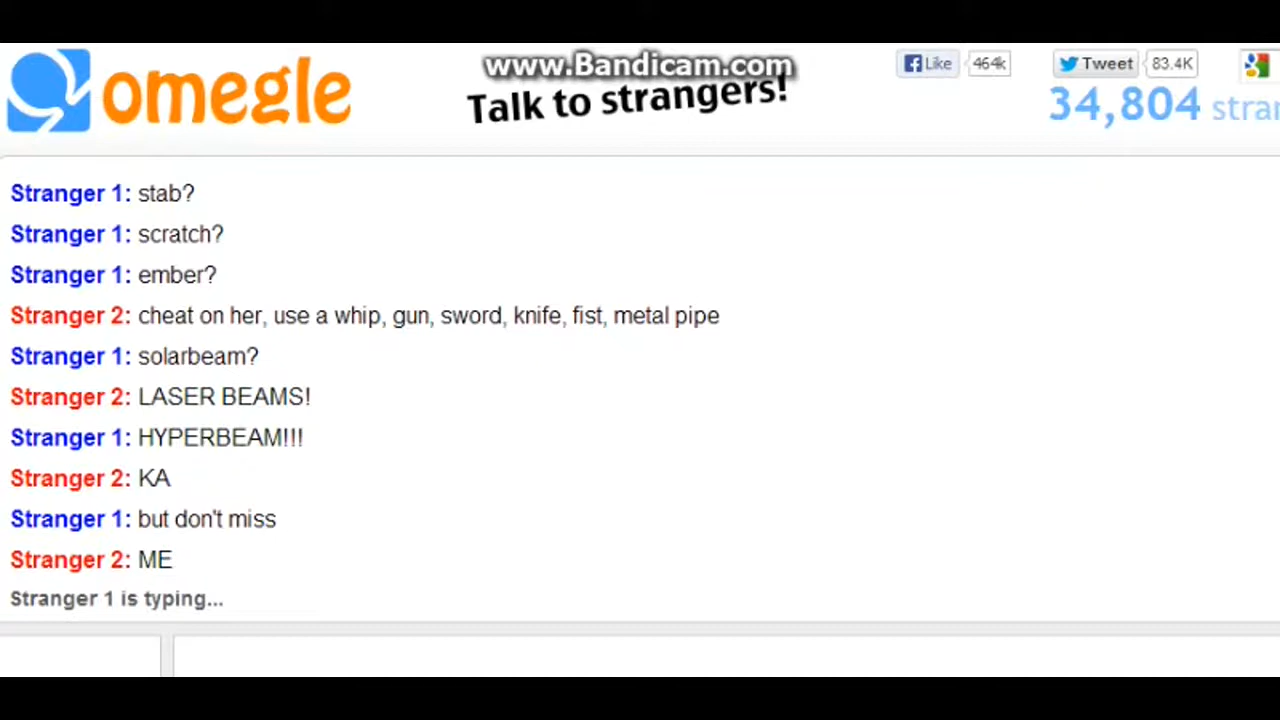 omegle
www.Bandicam.com
Talk to strangers!
Like 464k
Tweet 83.4K
34,804 stran
Stranger 1: stab?
Stranger 1: scratch?
Stranger 1: ember?
Stranger 2: cheat on her, use a whip, gun, sword, knife, fist, metal pipe
Stranger 1: solarbeam?
Stranger 2: LASER BEAMS!
Stranger 1: HYPERBEAM!!!
Stranger 2: KA
Stranger 1: but don't miss
Stranger 2: ME
Stranger 1 is typing...